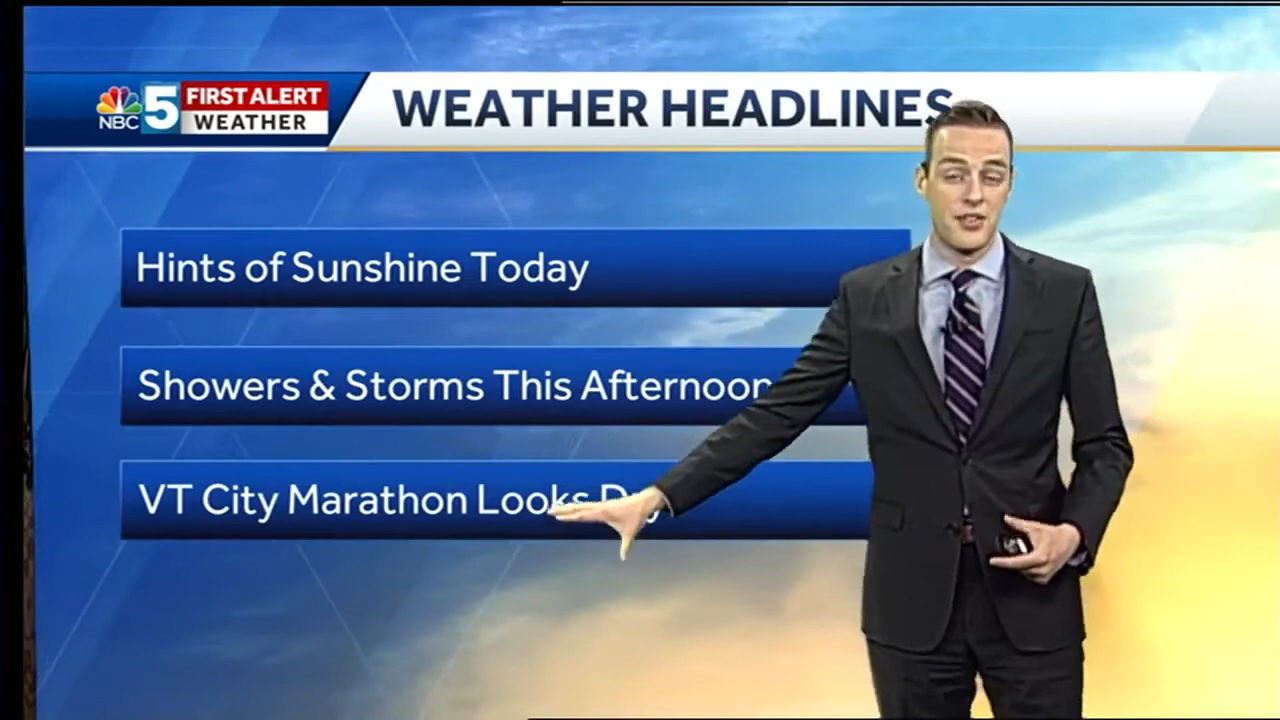 NBC 5 FIRST ALERT
WEATHER
WEATHER HEADLINES
Hints of Sunshine Today
Showers & Storms This Afternoon
VT City Marathon Looks